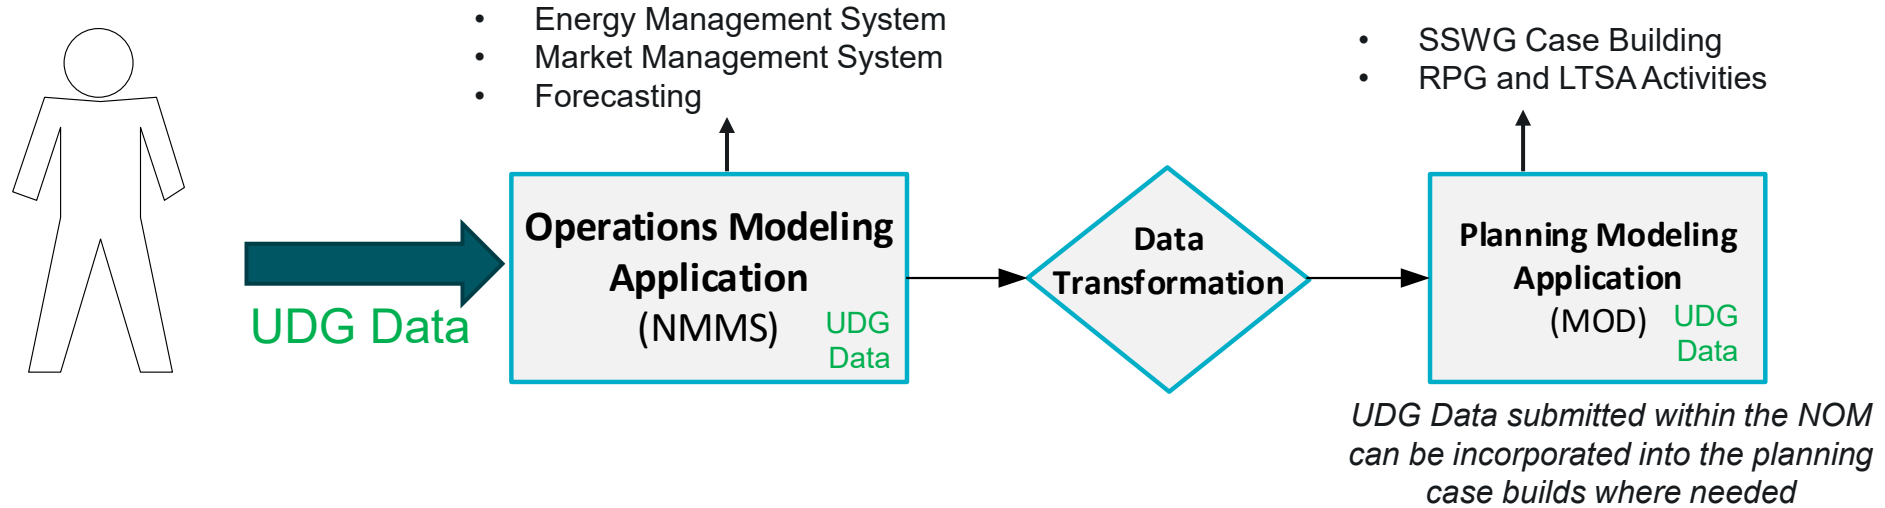 • Energy Management System
• Market Management System
• Forecasting
• SSWG Case Building
• RPG and LTSA Activities
UDG Data
Operations Modeling
Application
(NMMS)
UDG
Data
Data
Transformation
Planning Modeling
Application
(MOD)
UDG
Data
UDG Data submitted within the NOM
can be incorporated into the planning
case builds where needed